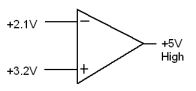 +2.1V
−
+5V
High
+3.2V
+